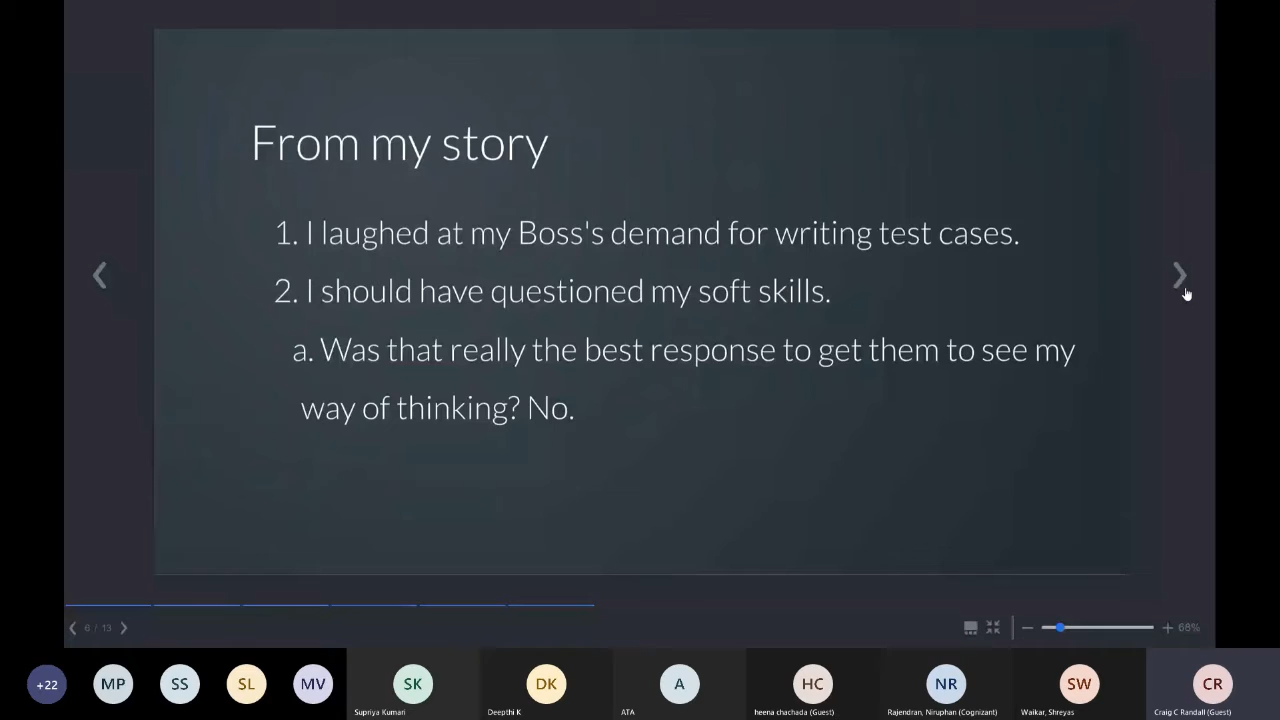 From my story
1. I laughed at my Boss's demand for writing test cases.
2. I should have questioned my soft skills.
a. Was that really the best response to get them to see my
way of thinking? No.
6 / 13
68%
+22
MP
SS
SL
MV
SK
DK
A
HC
NR
SW
CR
Supriya Kumari
Deepthi K
ATA
heena chachada (Guest)
Rajendran, Niruphan (Cognizant)
Waikar, Shreyas
Craig C Randall (Guest)